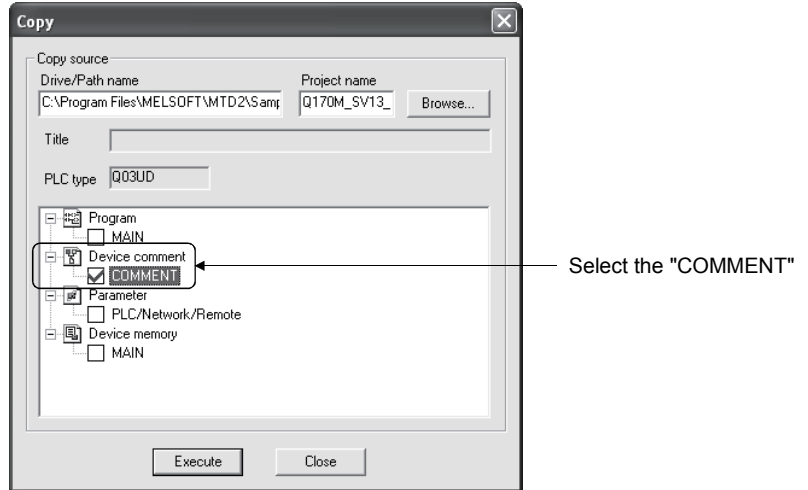 Copy
Copy source
Drive/Path name Project name
C:\Program Files\MELSOFT\MTD2\Samp Q170M_SV13_ Browse...
Title
PLC type Q03UD
Program
MAIN
Device comment
COMMENT Select the "COMMENT"
Parameter
PLC/Network/Remote
Device memory
MAIN
Execute Close